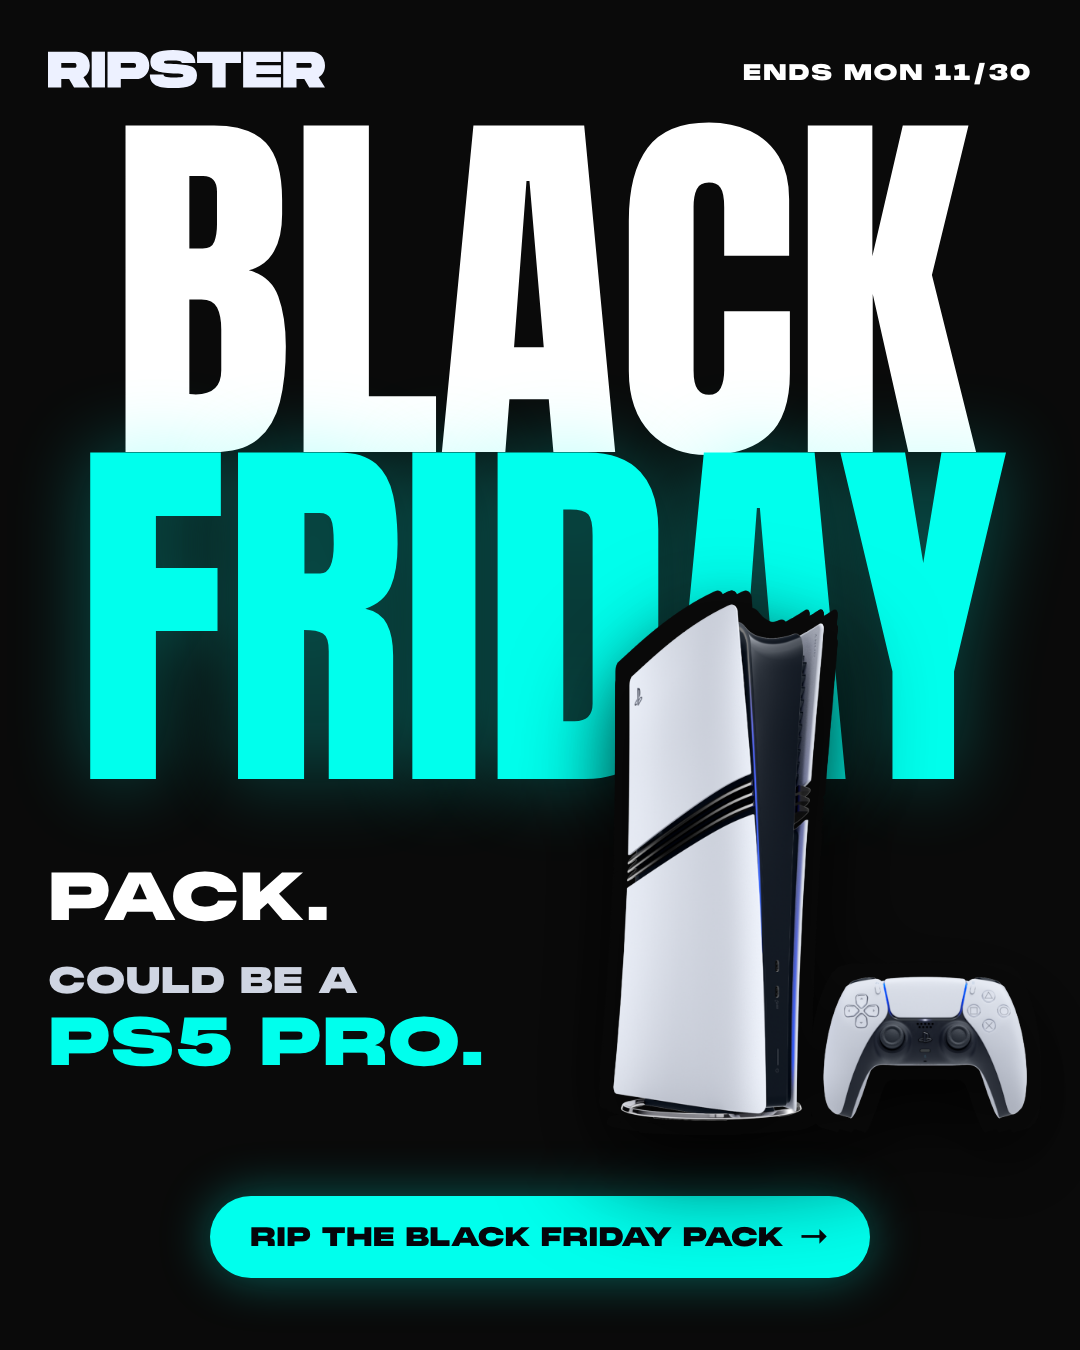 RIPSTER
ENDS MON 11/30
BLACK
FRIDAY
PACK.
COULD BE A
PS5 PRO.
RIP THE BLACK FRIDAY PACK →